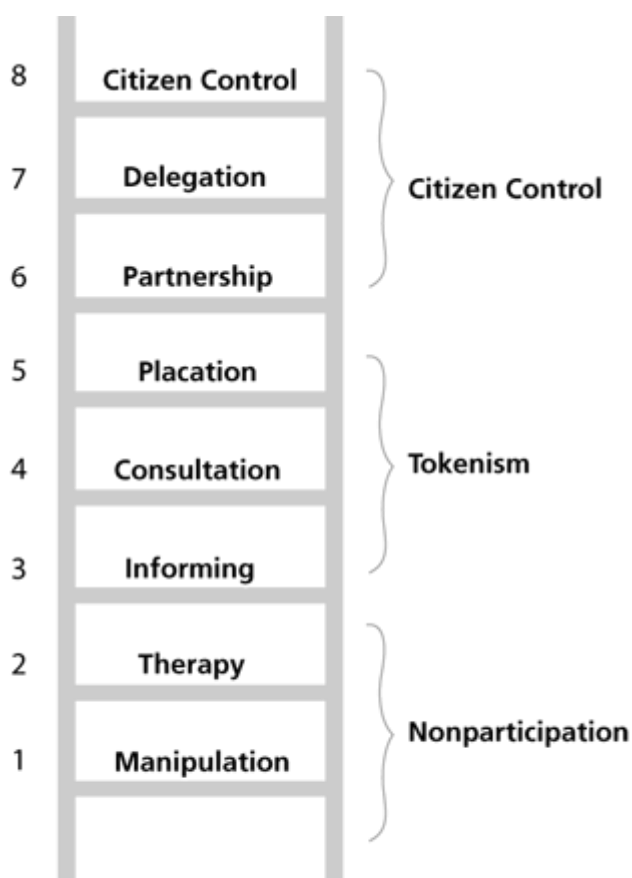 8 Citizen Control
7 Delegation
Citizen Control
6 Partnership
5 Placation
4 Consultation
Tokenism
3 Informing
2 Therapy
Nonparticipation
1 Manipulation